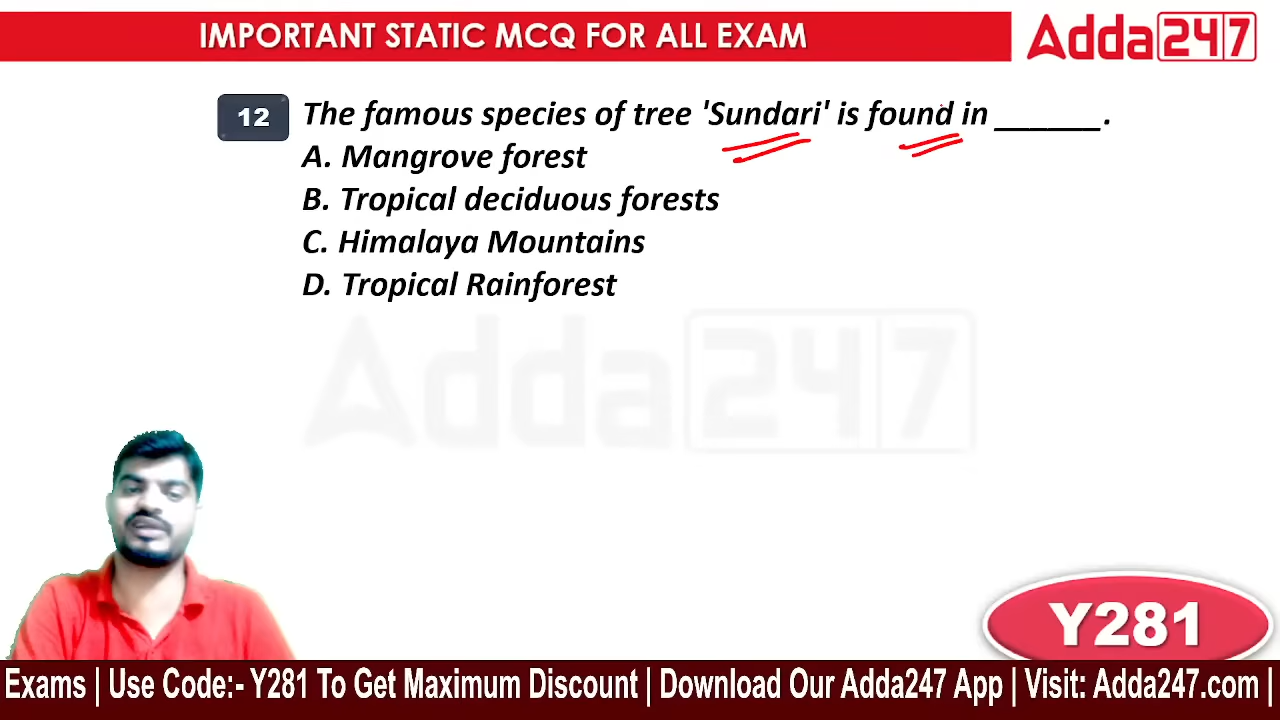 IMPORTANT STATIC MCQ FOR ALL EXAM
Adda247
12 The famous species of tree 'Sundari' is found in ______.
A. Mangrove forest
B. Tropical deciduous forests
C. Himalaya Mountains
D. Tropical Rainforest
Adda247
Y281
Exams | Use Code:- Y281 To Get Maximum Discount | Download Our Adda247 App | Visit: Adda247.com |